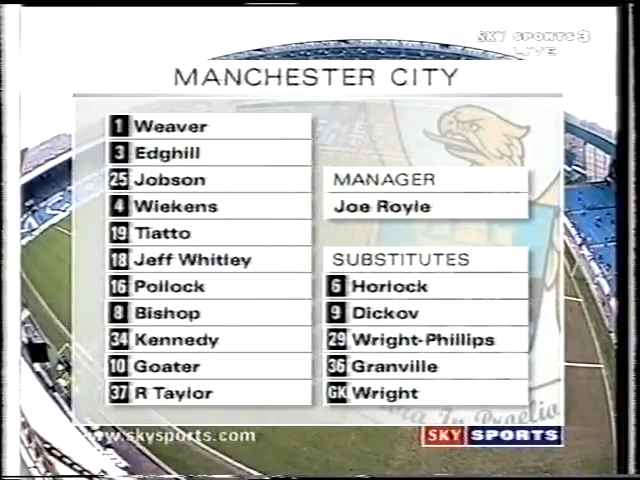 SKY SPORTS 3
LIVE
MANCHESTER CITY
1 Weaver
3 Edghill
25 Jobson
4 Wiekens
19 Tiatto
18 Jeff Whitley
16 Pollock
8 Bishop
34 Kennedy
10 Goater
37 R Taylor
MANAGER
Joe Royle
SUBSTITUTES
6 Horlock
9 Dickov
29 Wright-Phillips
36 Granville
GK Wright
In Proelio
www.skysports.com
SKY SPORTS